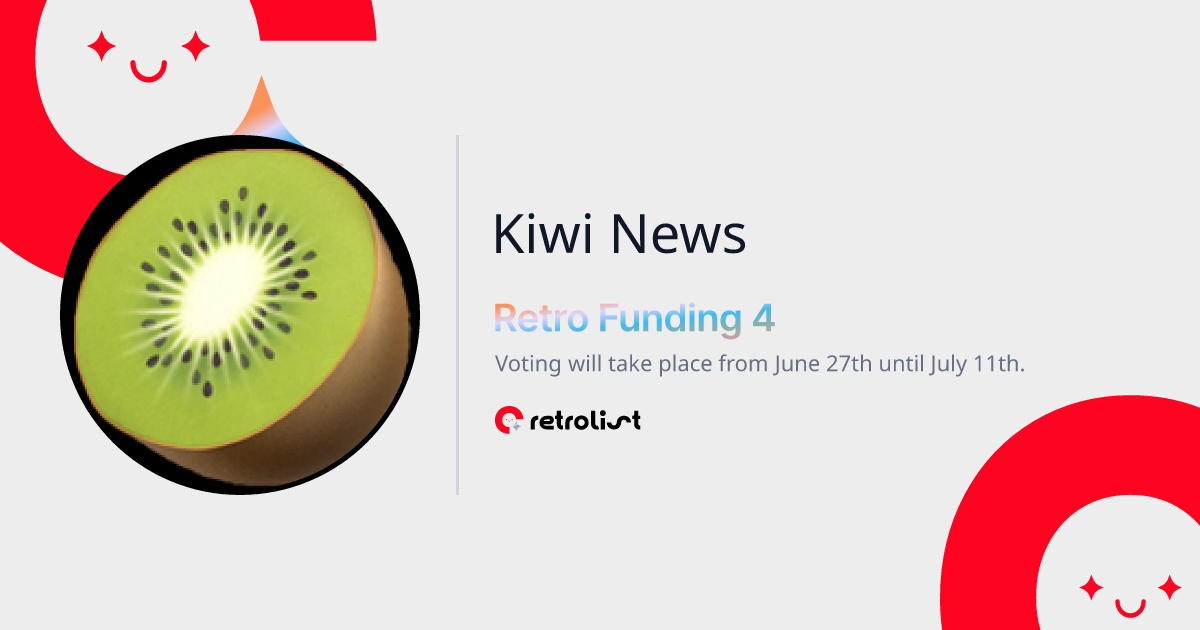 Kiwi News
Retro Funding 4
Voting will take place from June 27th until July 11th.
retrolist